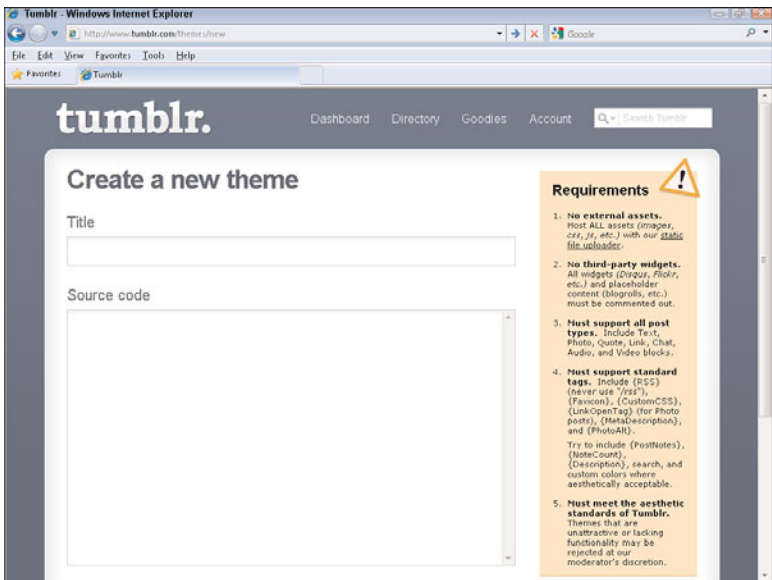 Tumblr - Windows Internet Explorer
http://www.tumblr.com/themes/new
Google
File Edit View Favorites Tools Help
Favorites
Tumblr
tumblr.
Dashboard Directory Goodies Account
Search Tumblr
Create a new theme
Title
Source code
Requirements
1. No external assets.
Host ALL assets (images,
css, js, etc.) with our static
file uploader.
2. No third-party widgets.
All widgets (Disqus, Flickr,
etc.) and placeholder
content (blogrolls, etc.)
must be commented out.
3. Must support all post
types. Include Text,
Photo, Quote, Link, Chat,
Audio, and Video blocks.
4. Must support standard
tags. Include {RSS}
(never use "/rss"),
{Favicon}, {CustomCSS},
{LinkOpenTag} (for Photo
posts), {MetaDescription},
and {PhotoAlt}.
Try to include {PostNotes},
{NoteCount},
{Description}, search, and
custom colors where
aesthetically acceptable.
5. Must meet the aesthetic
standards of Tumblr.
Themes that are
unattractive or lacking
functionality may be
rejected at our
moderator's discretion.